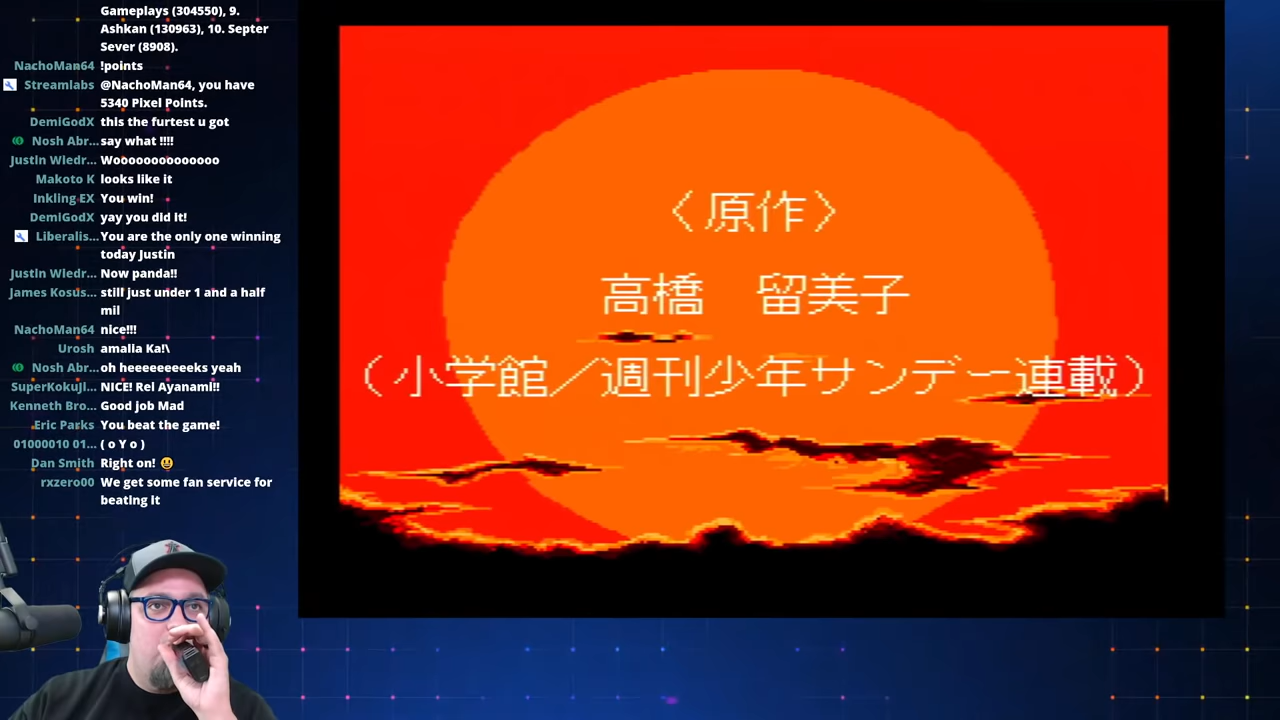 Gameplays (304550), 9.
Ashkan (130963), 10. Septer
Sever (8908).
NachoMan64 !points
Streamlabs @NachoMan64, you have
5340 Pixel Points.
DemiGodX this the furtest u got
Nosh Abr... say what !!!!
Justin Wiedr... Wooooooooooooooo
Makoto K looks like it
Inkling EX You win!
DemiGodX yay you did it!
Liberalis... You are the only one winning
today Justin
Justin Wiedr... Now panda!!
James Kosus... still just under 1 and a half
mil
NachoMan64 nice!!!
Urosh amalia Ka!\
Nosh Abr... oh heeeeeeeeks yeah
SuperKokuJi... NICE! Rei Ayanami!!
Kenneth Bro... Good job Mad
Eric Parks You beat the game!
01000010 01... ( o Y o )
Dan Smith Right on! 😃
rxzero00 We get some fan service for
beating it
〈原作〉
高橋 留美子
(小学館/週刊少年サンデー連載)